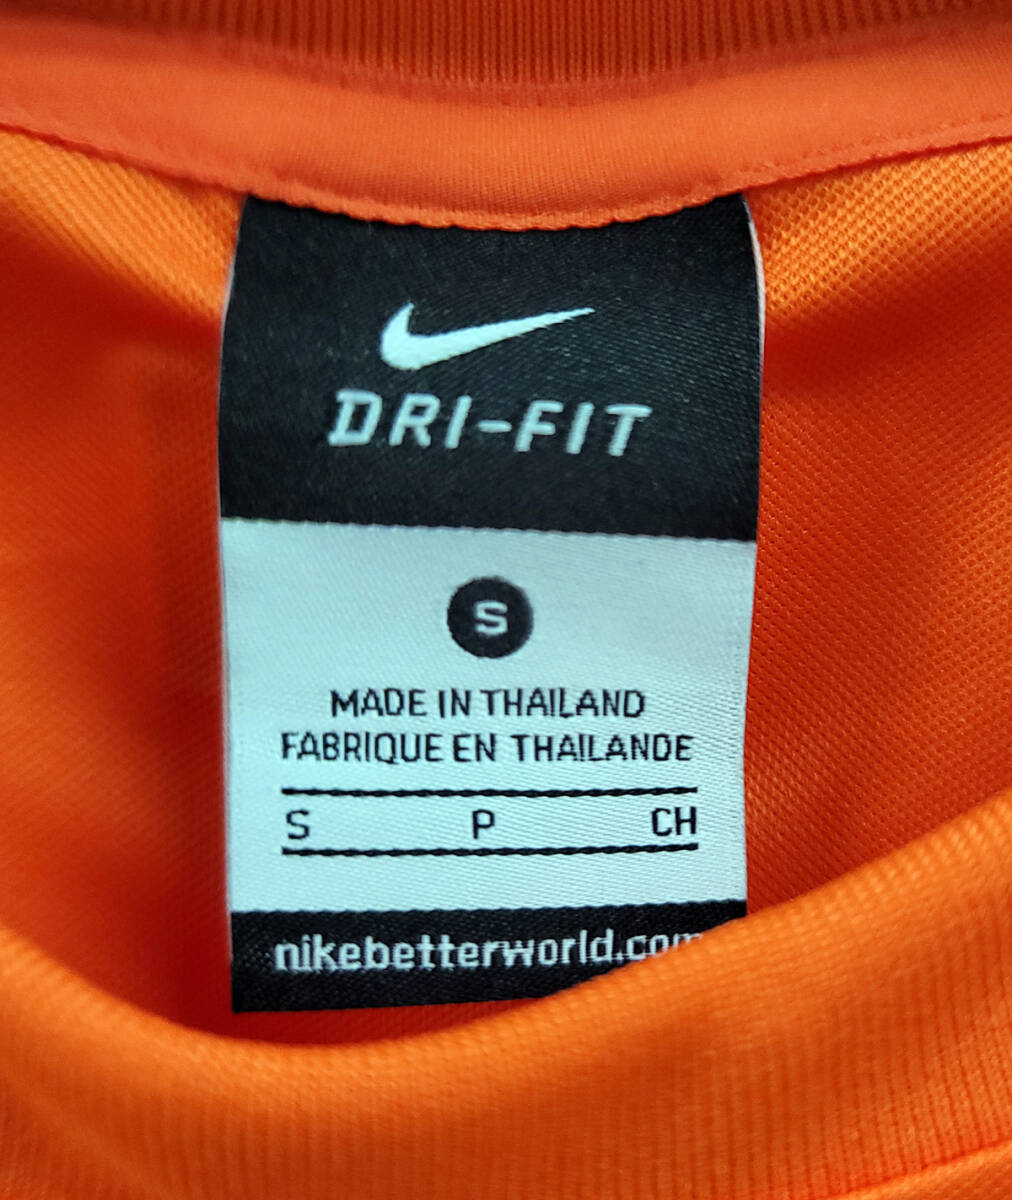 DRI-FIT
S
MADE IN THAILAND
FABRIQUE EN THAILANDE
S P CH
nikebetterworld.com